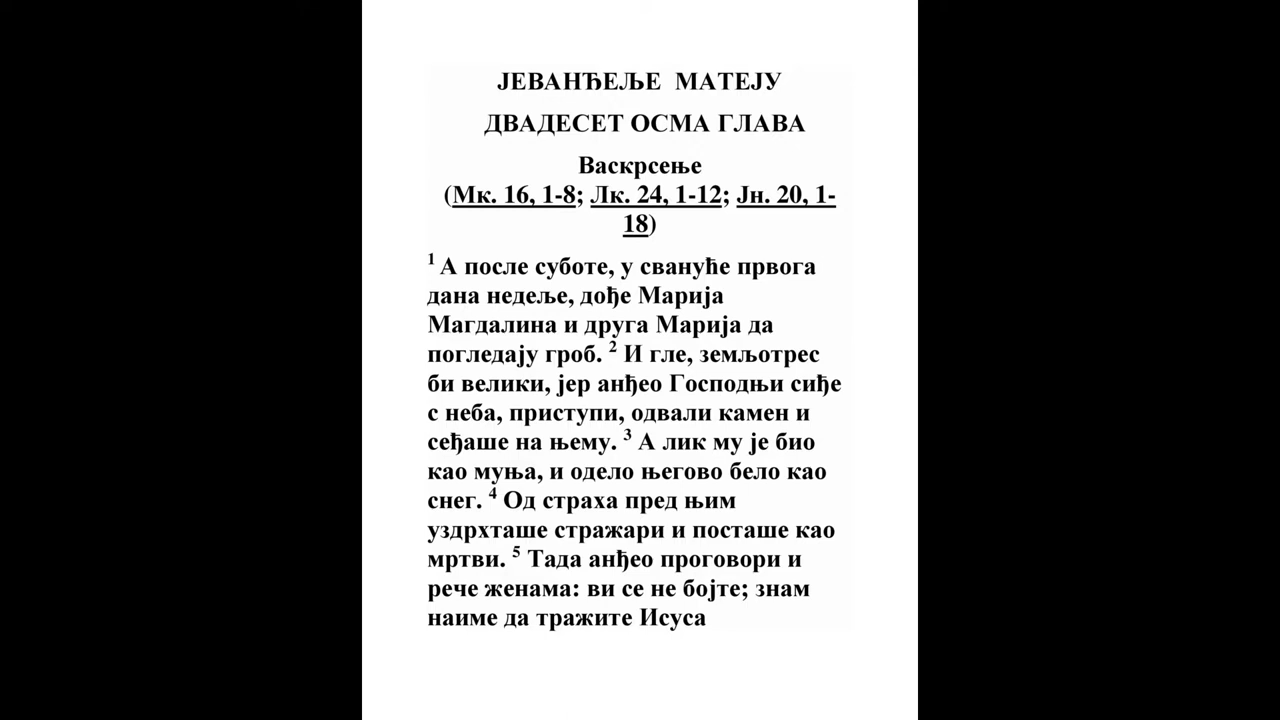 ЈЕВАНЂЕЉЕ МАТЕЈУ
ДВАДЕСЕТ ОСМА ГЛАВА
Васкрсење
(Мк. 16, 1-8; Лк. 24, 1-12; Јн. 20, 1-
18)
1 А после суботе, у свануће првога
дана недеље, дође Марија
Магдалина и друга Марија да
погледају гроб. 2 И гле, земљотрес
би велики, јер анђео Господњи сиђе
с неба, приступи, одвали камен и
сеђаше на њему. 3 А лик му је био
као муња, и одело његово бело као
снег. 4 Од страха пред њим
уздрхташе стражари и посташе као
мртви. 5 Тада анђео проговори и
рече женама: ви се не бојте; знам
наиме да тражите Исуса